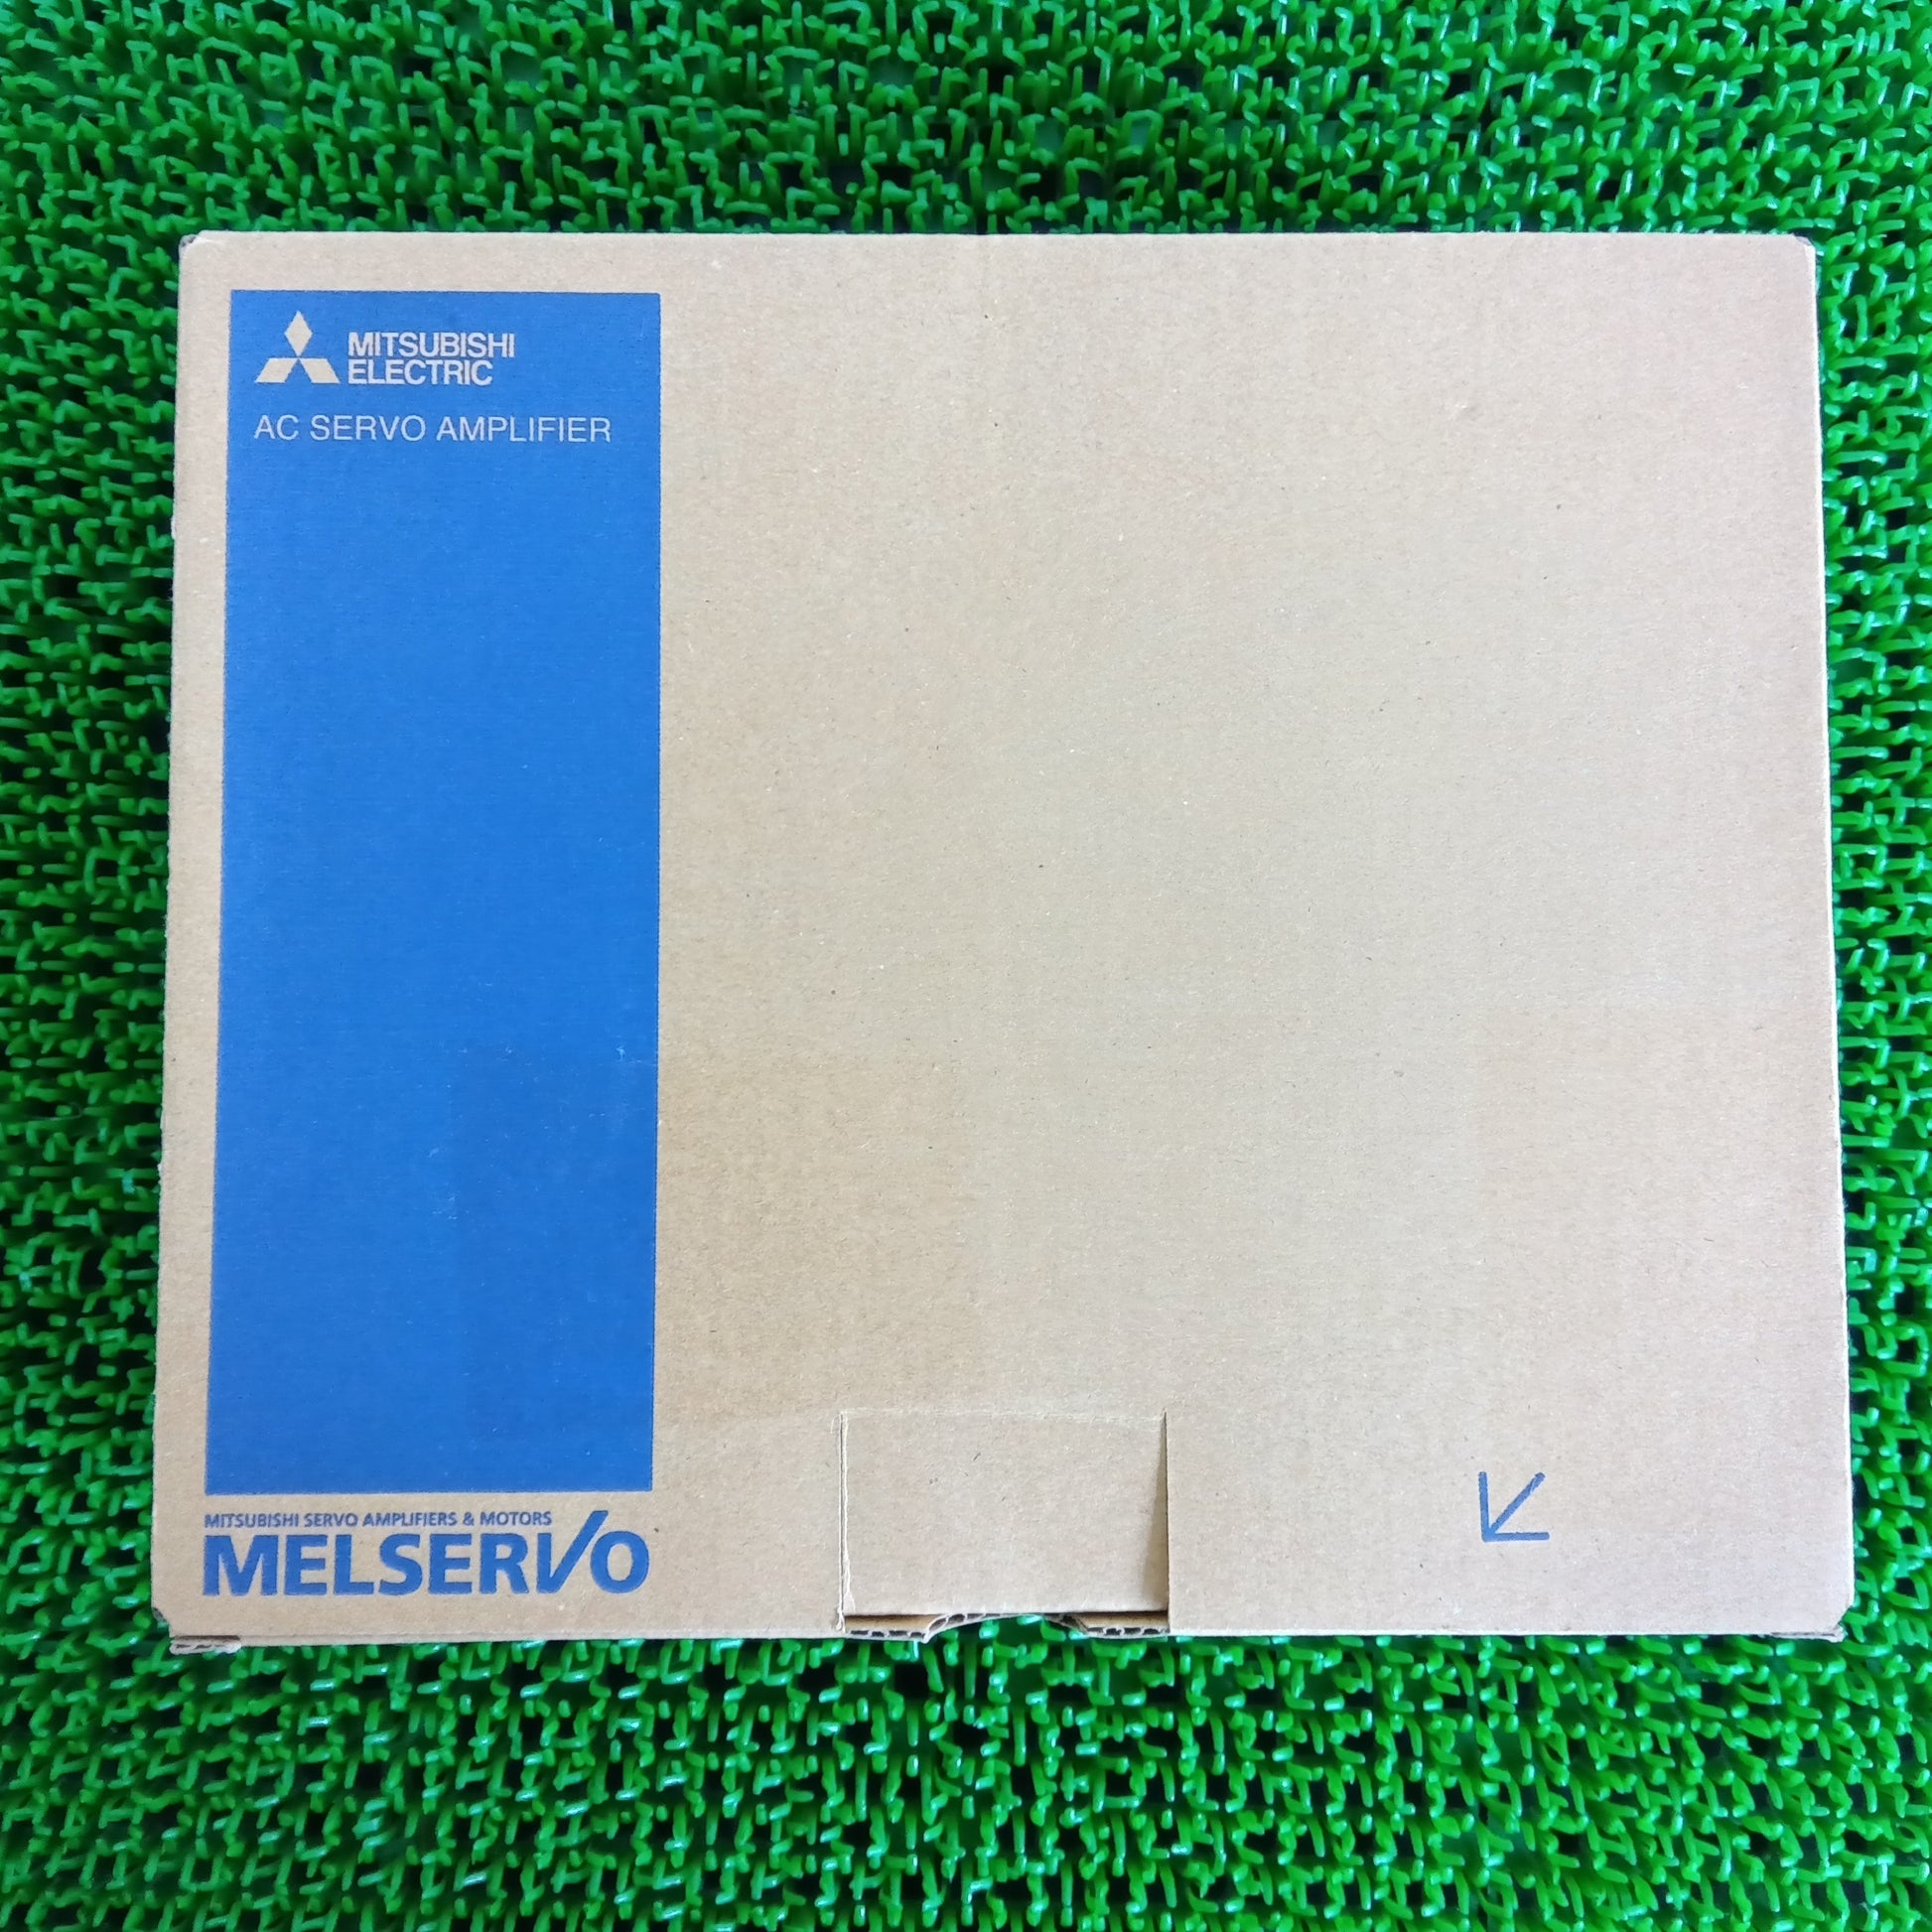 MITSUBISHI
ELECTRIC
AC SERVO AMPLIFIER
MITSUBISHI SERVO AMPLIFIERS & MOTORS
MELSERVO